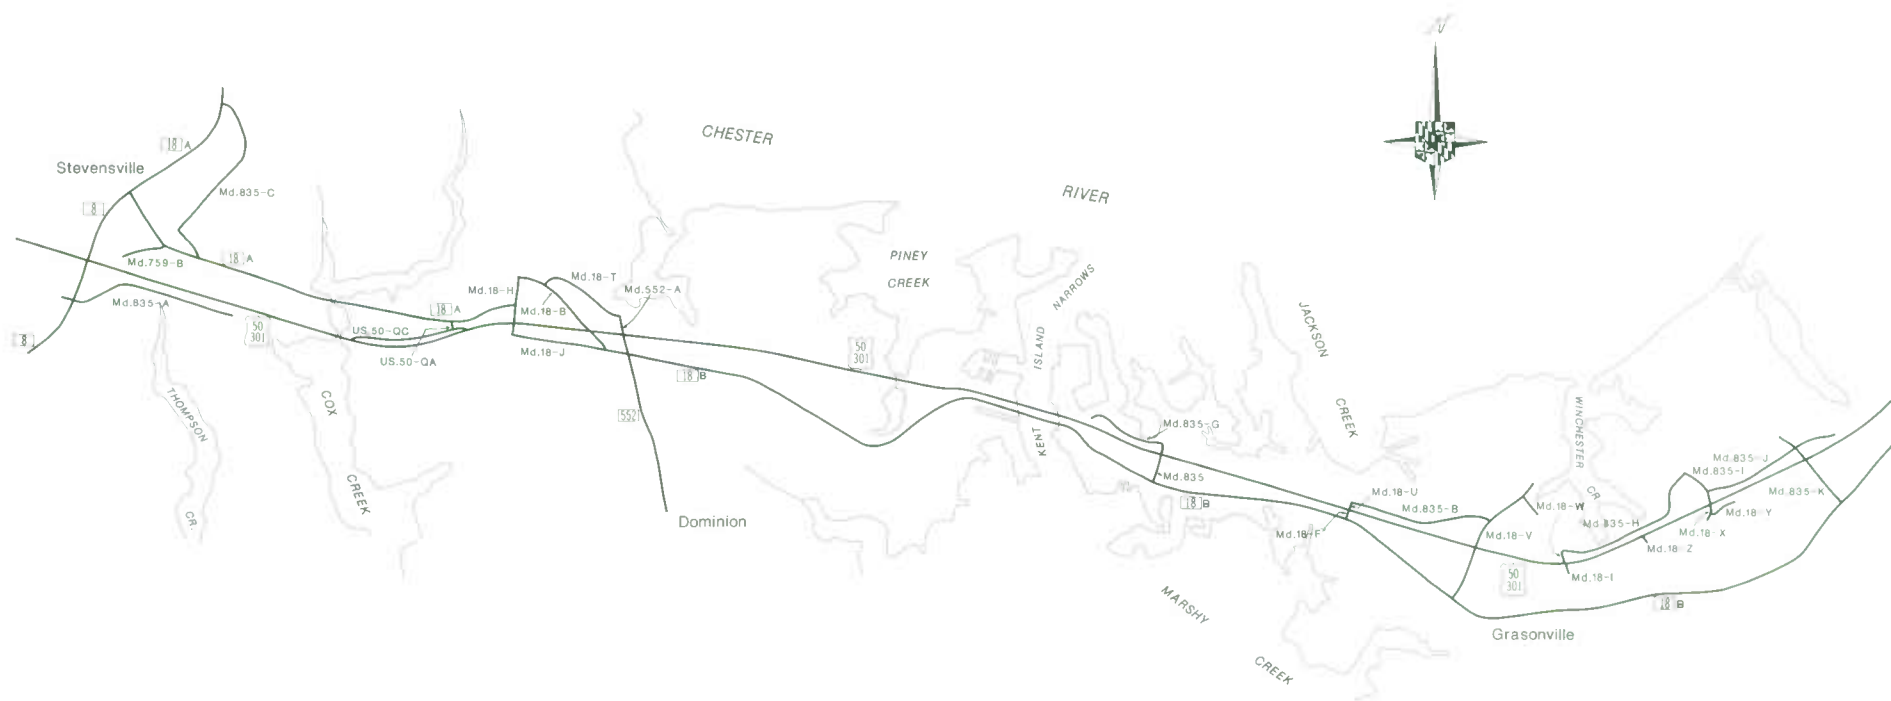 N
CHESTER
RIVER
18 A
Stevensville
Md.835-C
8
18 A
Md.759-B
Md.835-A
50
301
8
18 A
US.50-QC
US.50-QA
Md.18-H
Md.18-T
Md.18-B
Md.552-A
Md.18-J
18 B
552
Dominion
THOMPSON
CR.
COX
CREEK
PINEY
CREEK
50
301
KENT
ISLAND
NARROWS
JACKSON
CREEK
Md.835-G
Md.835
18 B
Md.18-U
Md.835-B
Md.18-F
Md.18-W
Md.18-V
50
301
WINCHESTER
CR.
Md.835-H
Md.18-I
Md.835-J
Md.835-I
Md.835-K
Md.18-Y
Md.18-X
Md.18-Z
18 B
Grasonville
MARSHY
CREEK